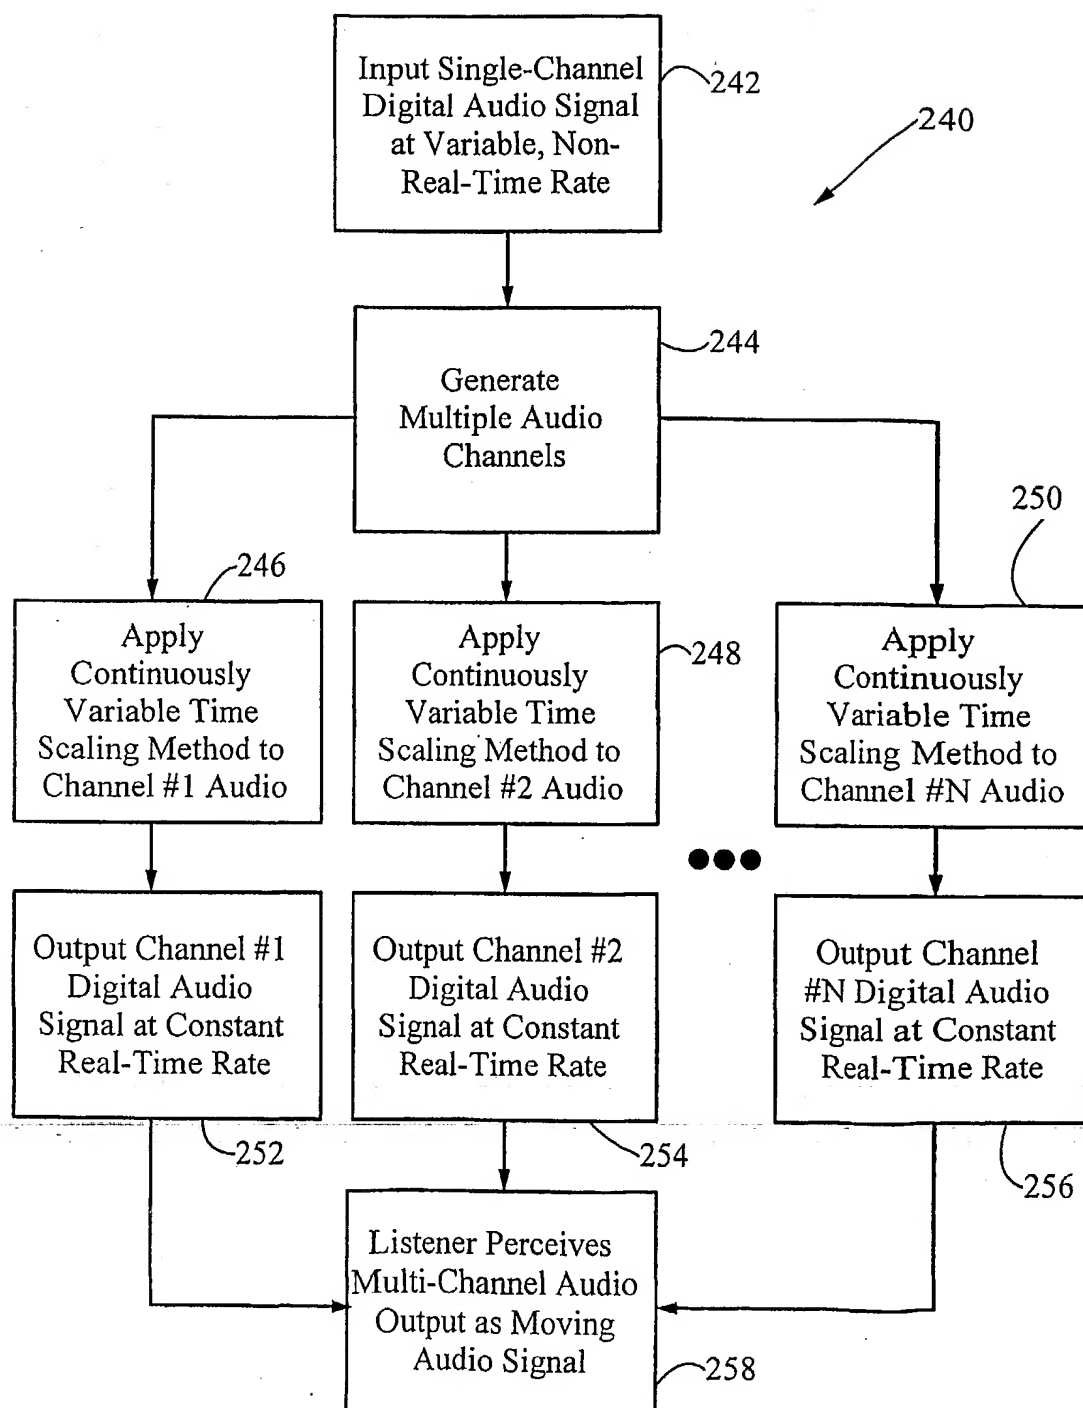 Input Single-Channel
Digital Audio Signal
at Variable, Non-
Real-Time Rate
242
240
Generate
Multiple Audio
Channels
244
246
Apply
Continuously
Variable Time
Scaling Method to
Channel #1 Audio
Apply
Continuously
Variable Time
Scaling Method to
Channel #2 Audio
248
250
Apply
Continuously
Variable Time
Scaling Method to
Channel #N Audio
Output Channel #1
Digital Audio
Signal at Constant
Real-Time Rate
252
Output Channel #2
Digital Audio
Signal at Constant
Real-Time Rate
254
Output Channel
#N Digital Audio
Signal at Constant
Real-Time Rate
256
Listener Perceives
Multi-Channel Audio
Output as Moving
Audio Signal
258